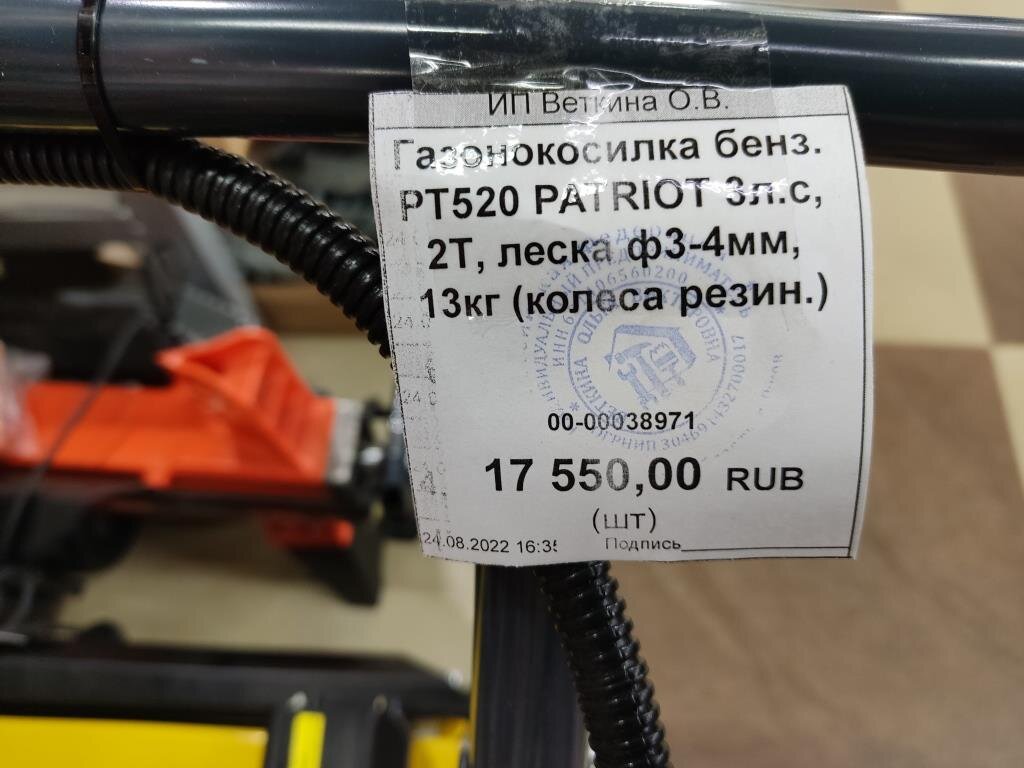 ИП Веткина О.В.
Газонокосилка бенз.
PT520 PATRIOT 3л.с,
2Т, леска ф3-4мм,
13кг (колеса резин.)
00-00038971
17 550,00 RUB
(шт)
24.08.2022 16:35
Подпись